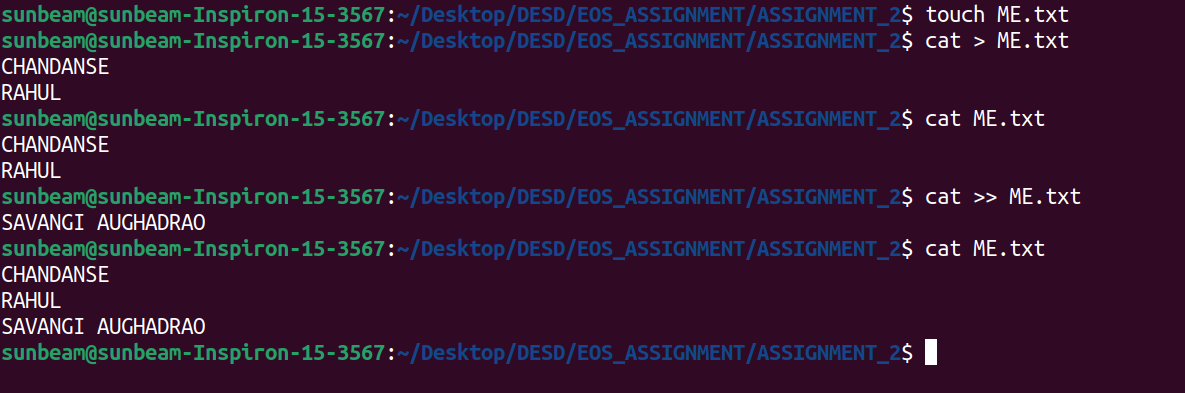 sunbeam@sunbeam-Inspiron-15-3567:~/Desktop/DESD/EOS_ASSIGNMENT/ASSIGNMENT_2$ touch ME.txt
sunbeam@sunbeam-Inspiron-15-3567:~/Desktop/DESD/EOS_ASSIGNMENT/ASSIGNMENT_2$ cat > ME.txt
CHANDANSE
RAHUL
sunbeam@sunbeam-Inspiron-15-3567:~/Desktop/DESD/EOS_ASSIGNMENT/ASSIGNMENT_2$ cat ME.txt
CHANDANSE
RAHUL
sunbeam@sunbeam-Inspiron-15-3567:~/Desktop/DESD/EOS_ASSIGNMENT/ASSIGNMENT_2$ cat >> ME.txt
SAVANGI AUGHADRAO
sunbeam@sunbeam-Inspiron-15-3567:~/Desktop/DESD/EOS_ASSIGNMENT/ASSIGNMENT_2$ cat ME.txt
CHANDANSE
RAHUL
SAVANGI AUGHADRAO
sunbeam@sunbeam-Inspiron-15-3567:~/Desktop/DESD/EOS_ASSIGNMENT/ASSIGNMENT_2$